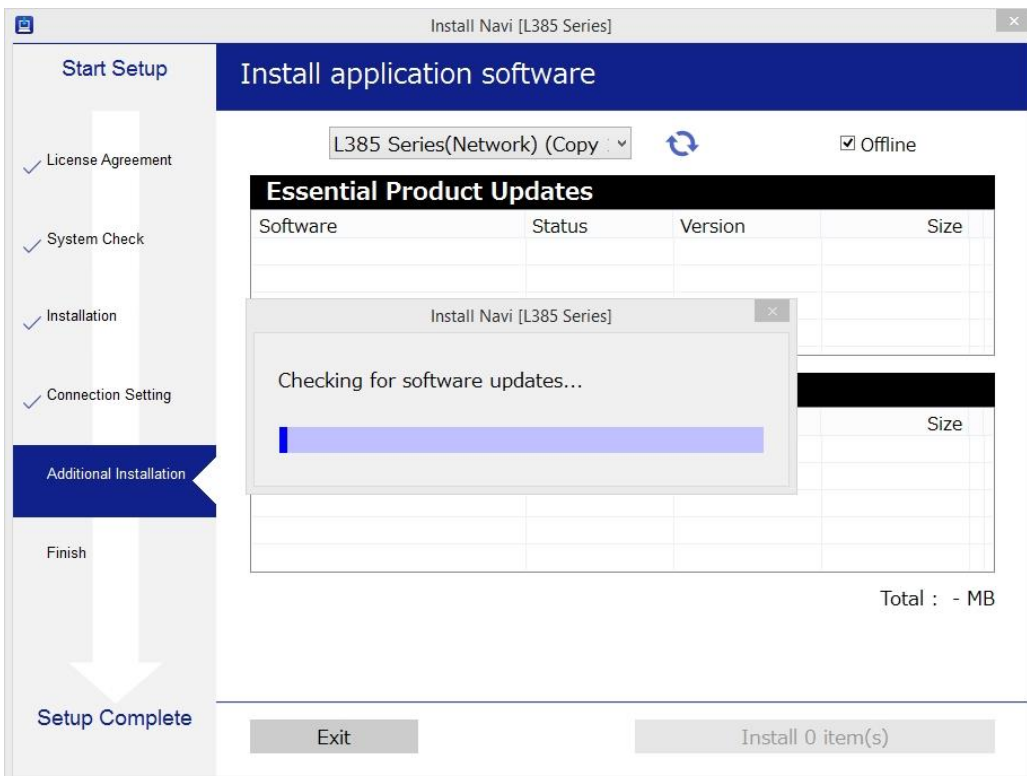 Install Navi [L385 Series]
Start Setup
License Agreement
System Check
Installation
Connection Setting
Additional Installation
Finish
Setup Complete
Install application software
L385 Series(Network) (Copy
Offline
Essential Product Updates
Software Status Version Size
Install Navi [L385 Series]
Checking for software updates...
Size
Total : - MB
Exit
Install 0 item(s)